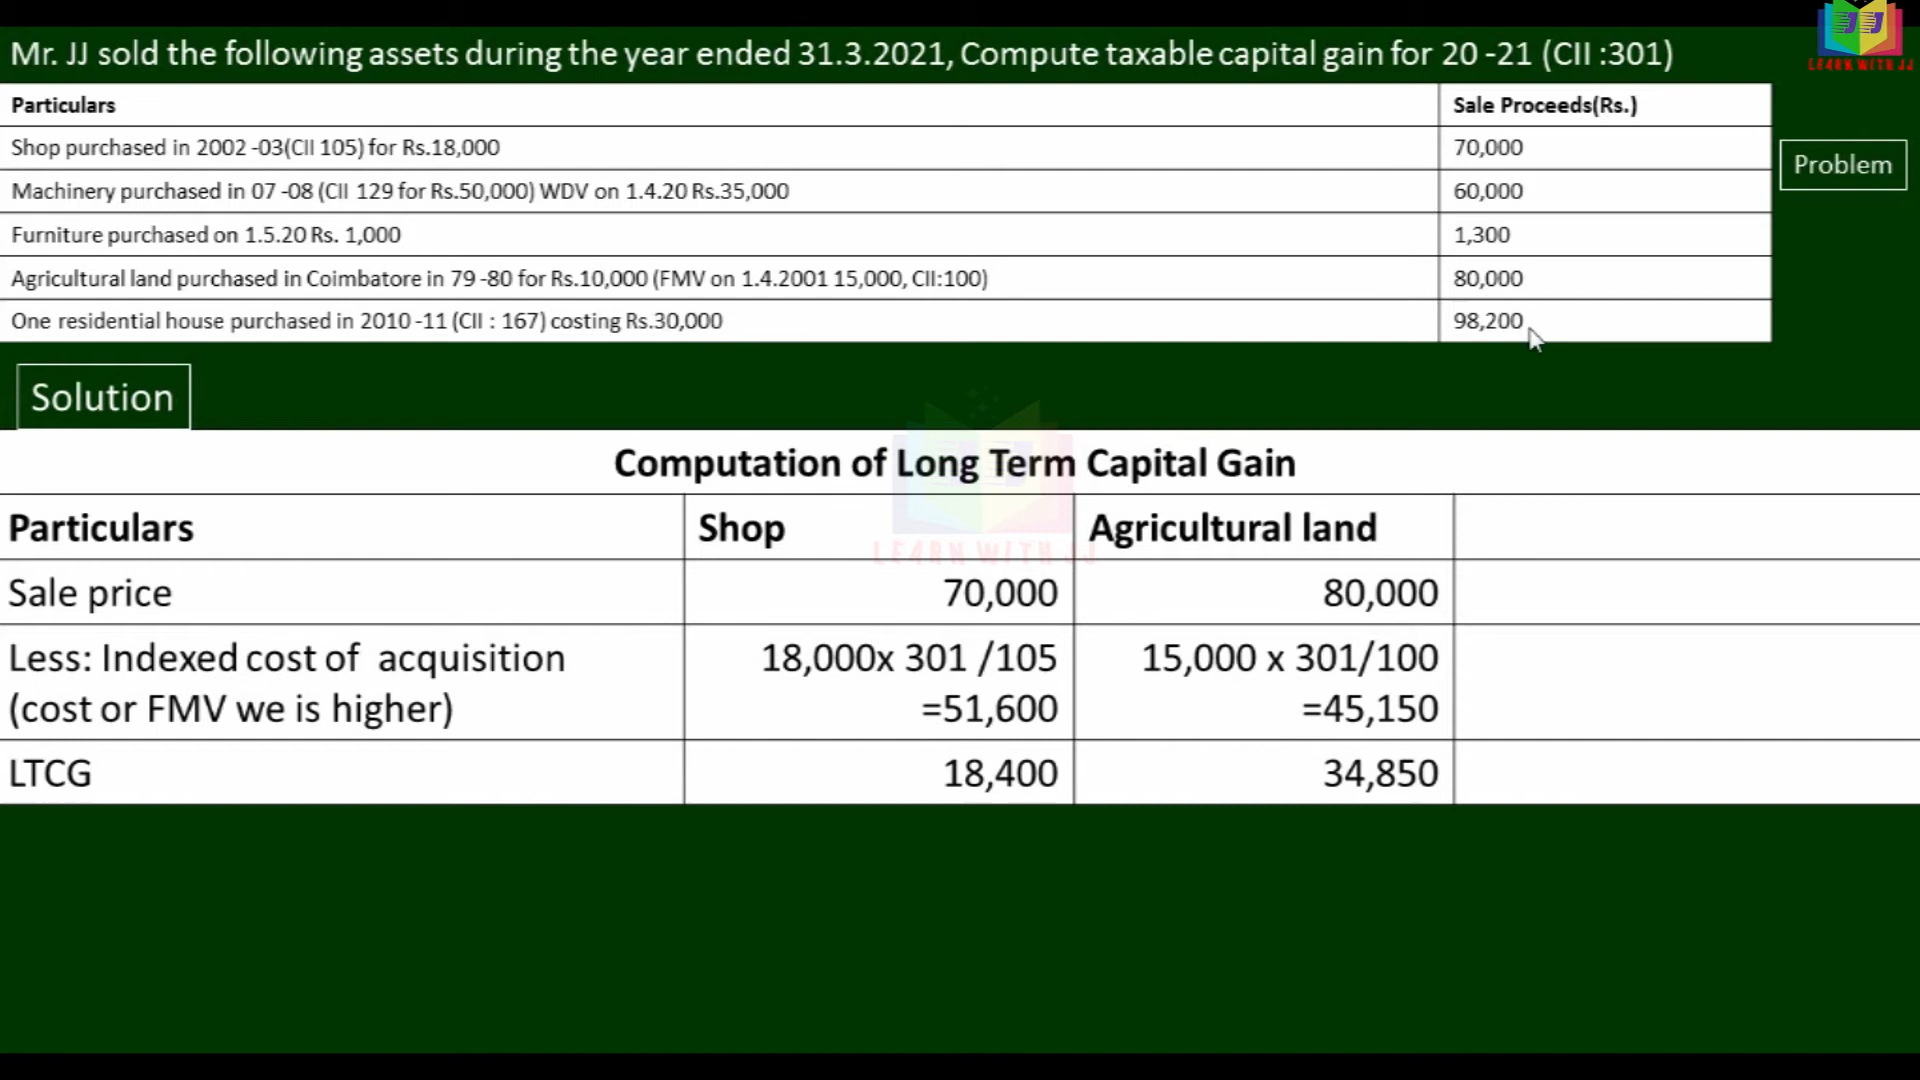 Mr. JJ sold the following assets during the year ended 31.3.2021, Compute taxable capital gain for 20 -21 (CII :301)
LEARN WITH JJ
Particulars Sale Proceeds(Rs.)
Shop purchased in 2002 -03(CII 105) for Rs.18,000 70,000
Problem
Machinery purchased in 07 -08 (CII 129 for Rs.50,000) WDV on 1.4.20 Rs.35,000 60,000
Furniture purchased on 1.5.20 Rs. 1,000 1,300
Agricultural land purchased in Coimbatore in 79 -80 for Rs.10,000 (FMV on 1.4.2001 15,000, CII:100) 80,000
One residential house purchased in 2010 -11 (CII : 167) costing Rs.30,000 98,200
Solution
Computation of Long Term Capital Gain
Particulars Shop Agricultural land
LEARN WITH JJ
Sale price 70,000 80,000
Less: Indexed cost of acquisition 18,000x 301 /105 15,000 x 301/100
(cost or FMV we is higher) =51,600 =45,150
LTCG 18,400 34,850